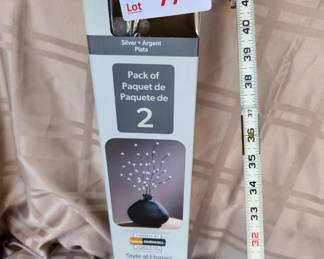 Lot
Silver • Argent
Plata
Pack of
Paquet de
Paquete de
2
Style at Home!
40
39
38
37
36
35
34
33
32